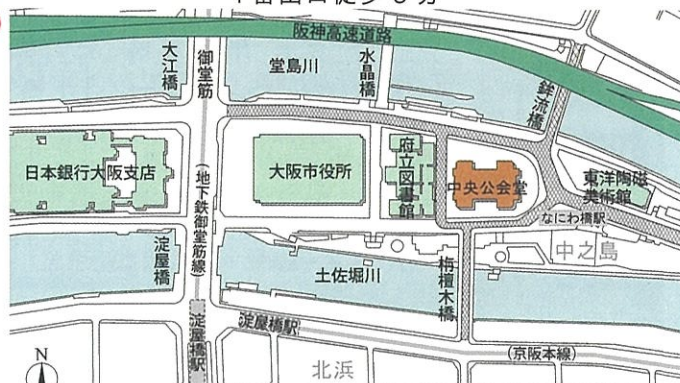 阪神高速道路
大江橋
御堂筋
堂島川
水晶橋
鉾流橋
日本銀行大阪支店
(地下鉄御堂筋線)
大阪市役所
府立図書館
中央公会堂
東洋陶磁
美術館
なにわ橋駅
中之島
淀屋橋
土佐堀川
栴檀木橋
淀屋橋駅
淀屋橋駅
(京阪本線)
北浜
N